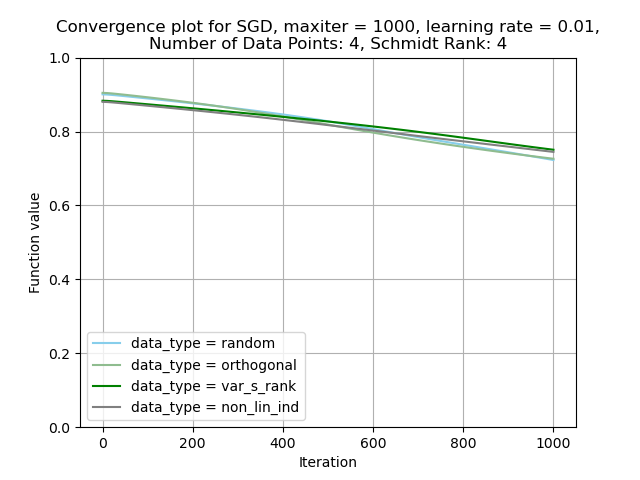 Convergence plot for SGD, maxiter = 1000, learning rate = 0.01,
Number of Data Points: 4, Schmidt Rank: 4
1.0
0.8
0.6
0.4
0.2
0.0
Function value
data_type = random
data_type = orthogonal
data_type = var_s_rank
data_type = non_lin_ind
0 200 400 600 800 1000
Iteration